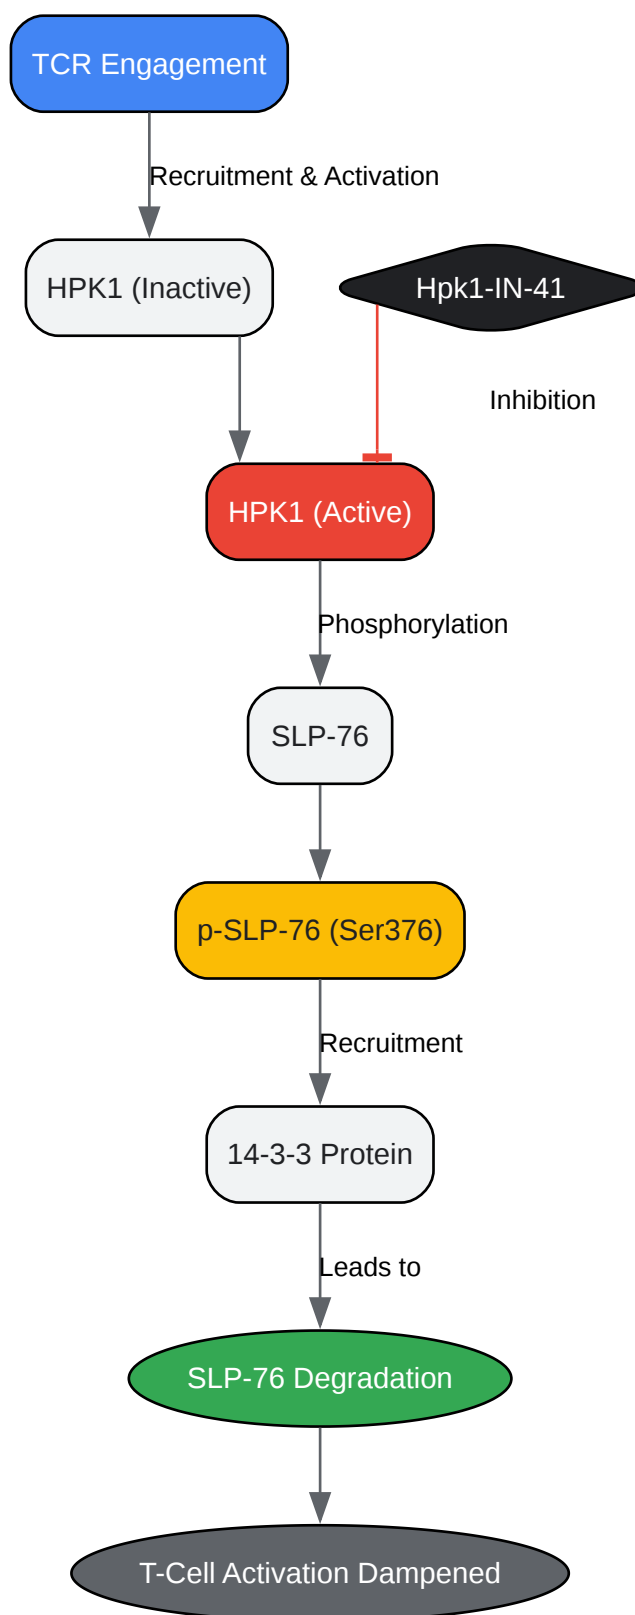 TCR Engagement
Recruitment & Activation
HPK1 (Inactive)
Hpk1-IN-41
Inhibition
HPK1 (Active)
Phosphorylation
SLP-76
p-SLP-76 (Ser376)
Recruitment
14-3-3 Protein
Leads to
SLP-76 Degradation
T-Cell Activation Dampened